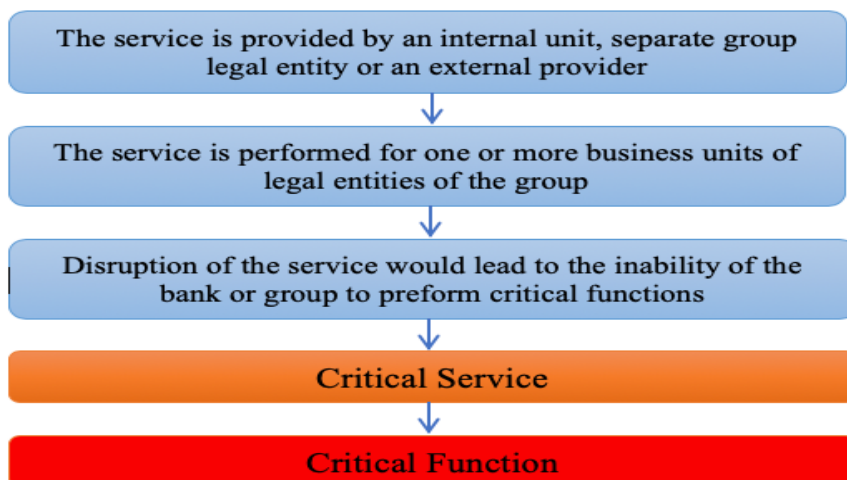 The service is provided by an internal unit, separate group
legal entity or an external provider
The service is performed for one or more business units of
legal entities of the group
Disruption of the service would lead to the inability of the
bank or group to preform critical functions
Critical Service
Critical Function